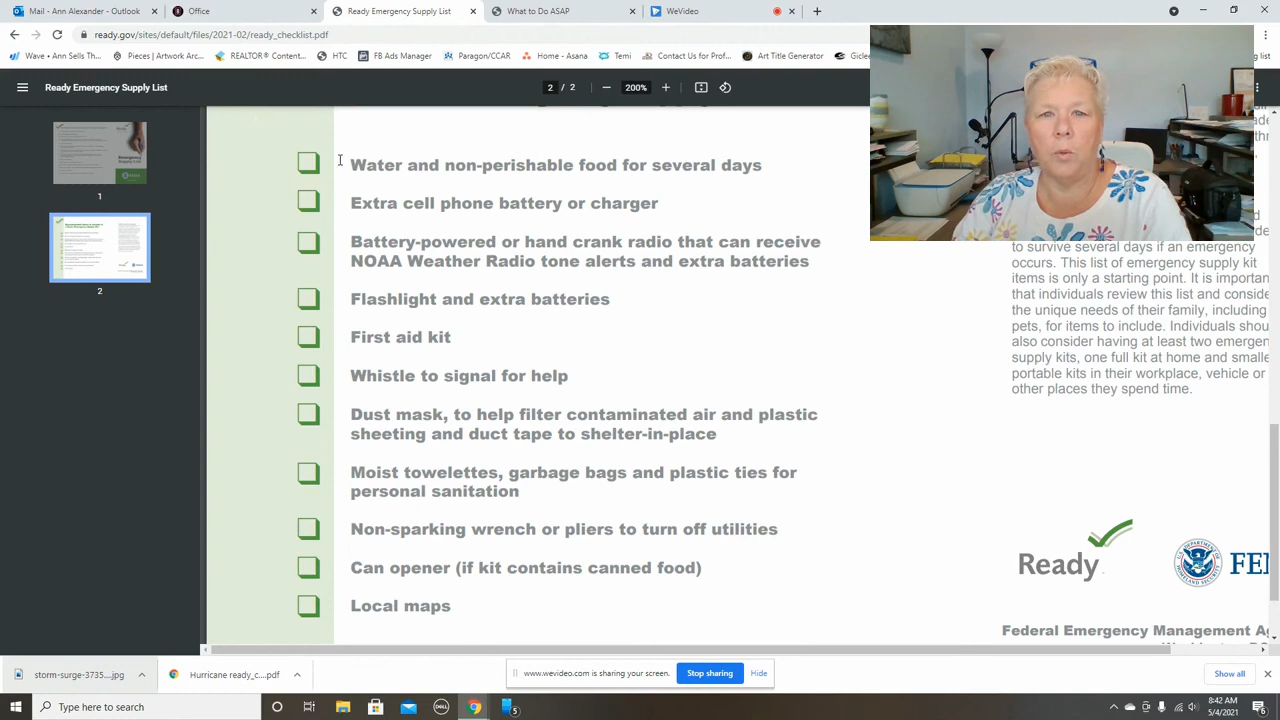 Mail - Ann Alexander - Outlook
Office
Ready Emergency Supply List
What to Do ASAP
WeVideo
ready.gov/sites/default/files/2021-02/ready_checklist.pdf
Wave • Ann Sells Th...
Pieces | Artwork Arc...
REALTOR® Content...
HTC
FB Ads Manager
Paragon/CCAR
Home - Asana
Temi
Contact Us for Prof...
Art Title Generator
Ready Emergency Supply List
2 / 2
200%
1
2
Water and non-perishable food for several days
Extra cell phone battery or charger
Battery-powered or hand crank radio that can receive
NOAA Weather Radio tone alerts and extra batteries
Flashlight and extra batteries
First aid kit
Whistle to signal for help
Dust mask, to help filter contaminated air and plastic
sheeting and duct tape to shelter-in-place
Moist towelettes, garbage bags and plastic ties for
personal sanitation
Non-sparking wrench or pliers to turn off utilities
Can opener (if kit contains canned food)
Local maps
to survive several days if an emergency
occurs. This list of emergency supply kit
items is only a starting point. It is importan
that individuals review this list and conside
the unique needs of their family, including
pets, for items to include. Individuals shou
also consider having at least two emergen
supply kits, one full kit at home and smalle
portable kits in their workplace, vehicle or
other places they spend time.
Ready
FE
Federal Emergency Management Ag
storm-surge-3735....jpg
Hurricane ready_c....pdf
www.wevideo.com is sharing your screen.
Stop sharing
Hide
Show all
Type here to search
DELL
5
8:42 AM
5/4/2021
6